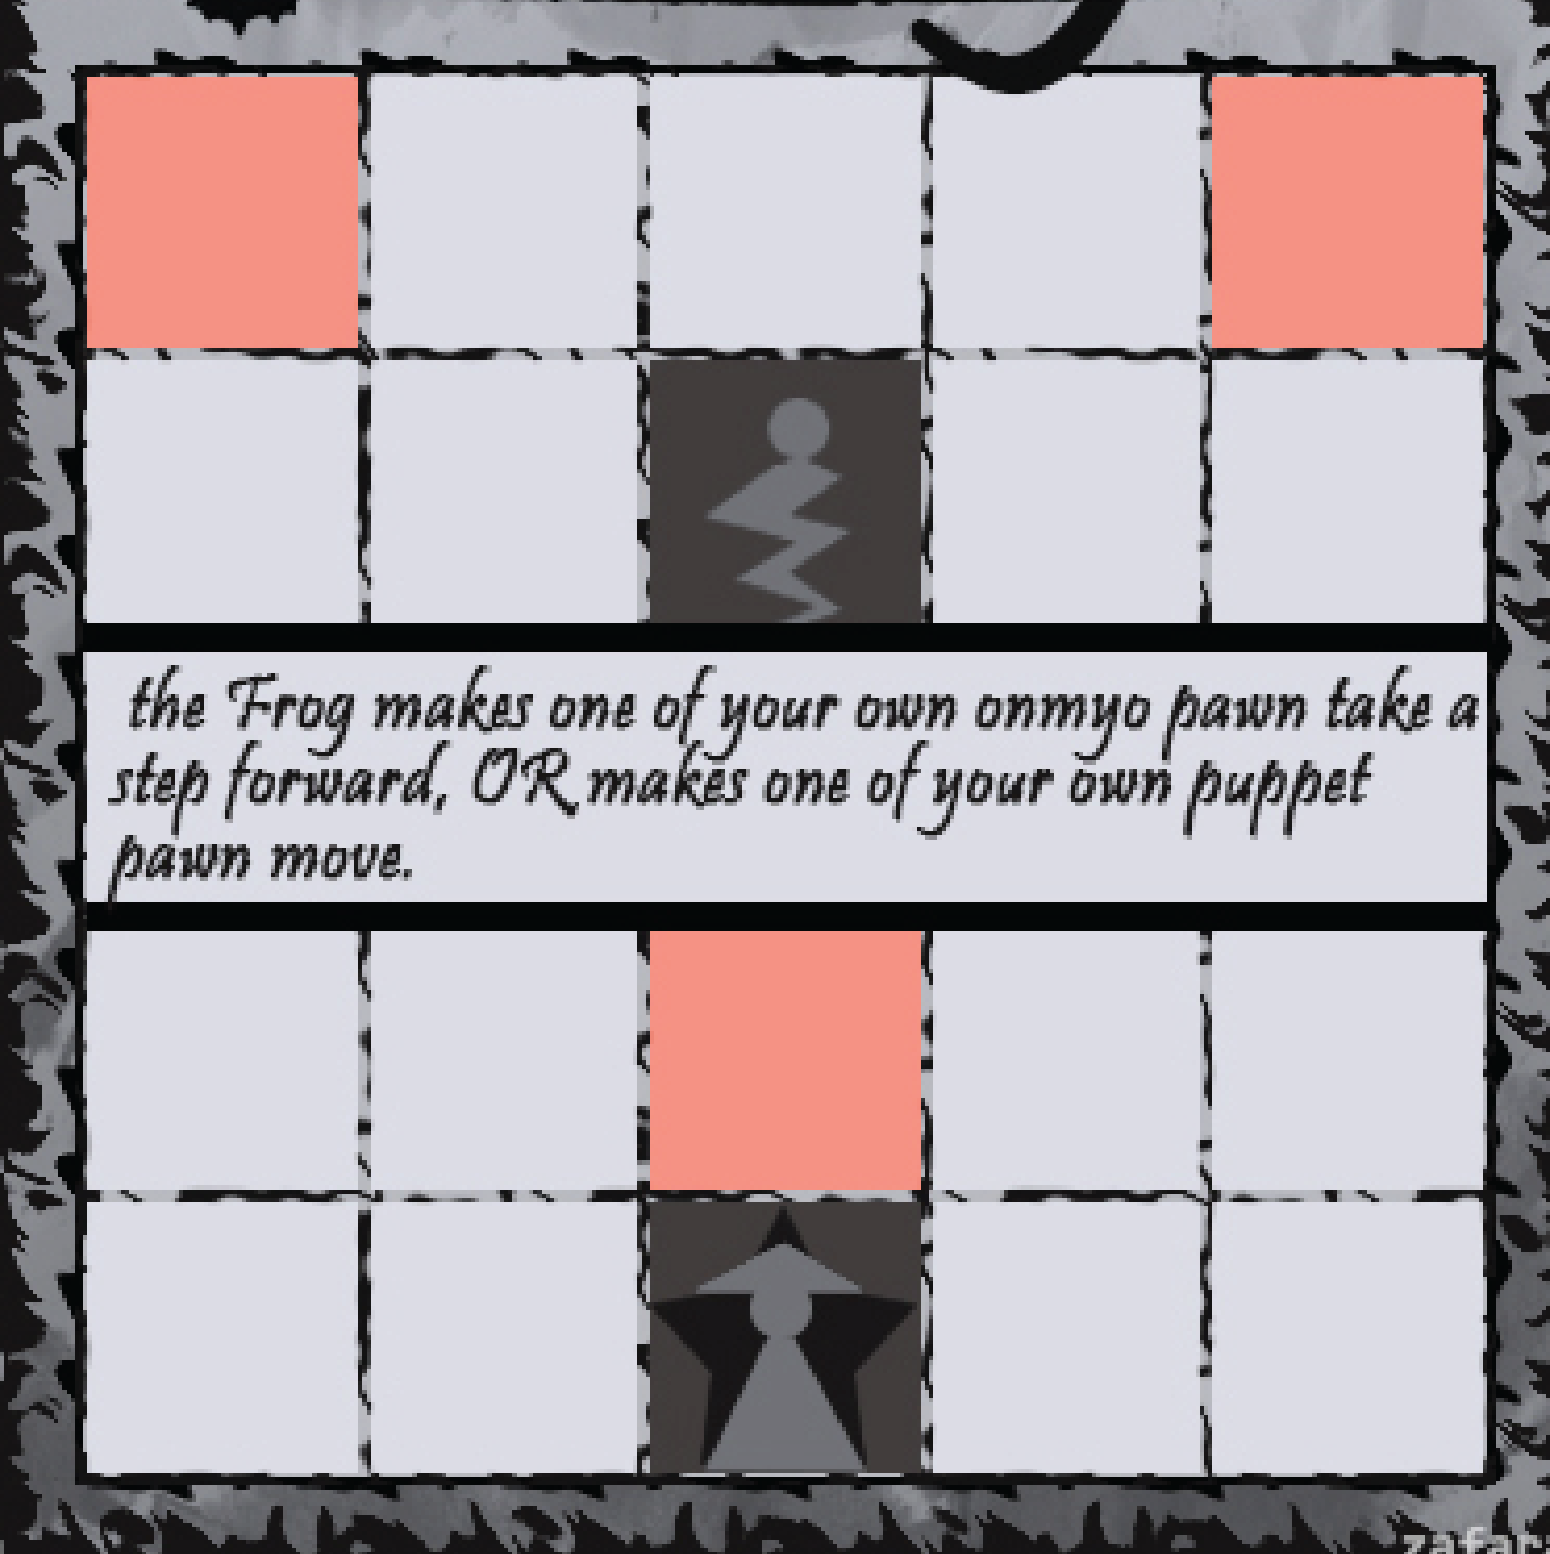 the Frog makes one of your own onmyo pawn take a
step forward, OR makes one of your own puppet
pawn move.